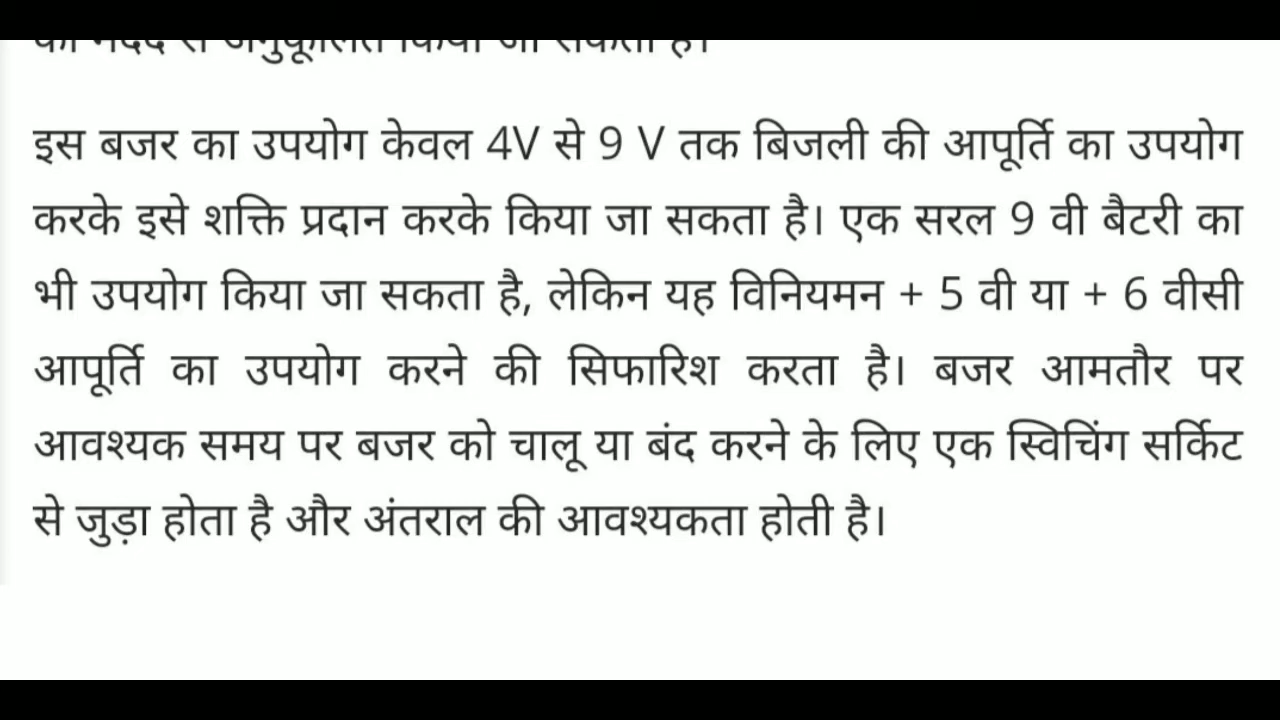 इस बजर का उपयोग केवल 4V से 9 V तक बिजली की आपूर्ति का उपयोग
करके इसे शक्ति प्रदान करके किया जा सकता है। एक सरल 9 वी बैटरी का
भी उपयोग किया जा सकता है, लेकिन यह विनियमन + 5 वी या + 6 वीसी
आपूर्ति का उपयोग करने की सिफारिश करता है। बजर आमतौर पर
आवश्यक समय पर बजर को चालू या बंद करने के लिए एक स्विचिंग सर्किट
से जुड़ा होता है और अंतराल की आवश्यकता होती है।